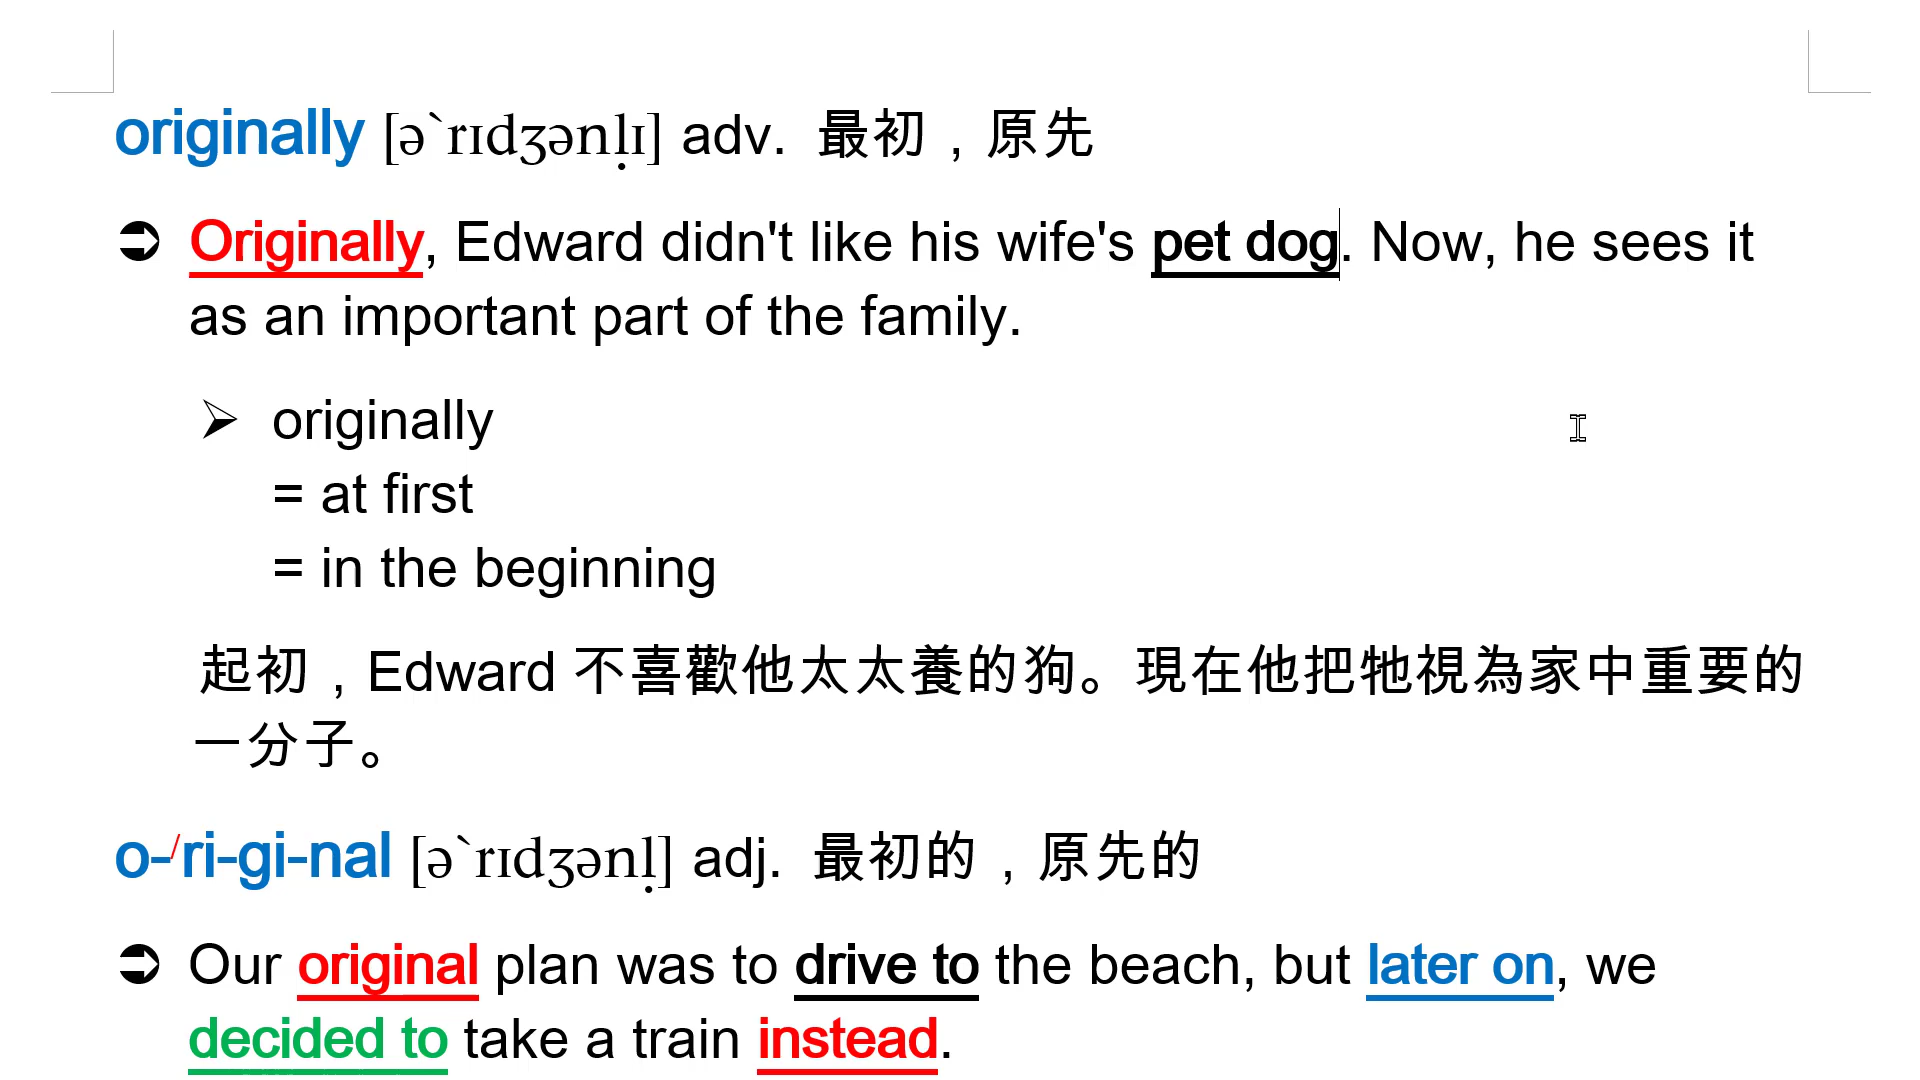 originally [əˋrɪdʒənḷɪ] adv. 最初，原先
➲ Originally, Edward didn't like his wife's pet dog. Now, he sees it
as an important part of the family.
➢ originally
= at first
= in the beginning
起初，Edward 不喜歡他太太養的狗。現在他把牠視為家中重要的
一分子。
o-/ri-gi-nal [əˋrɪdʒənḷ] adj. 最初的，原先的
➲ Our original plan was to drive to the beach, but later on, we
decided to take a train instead.